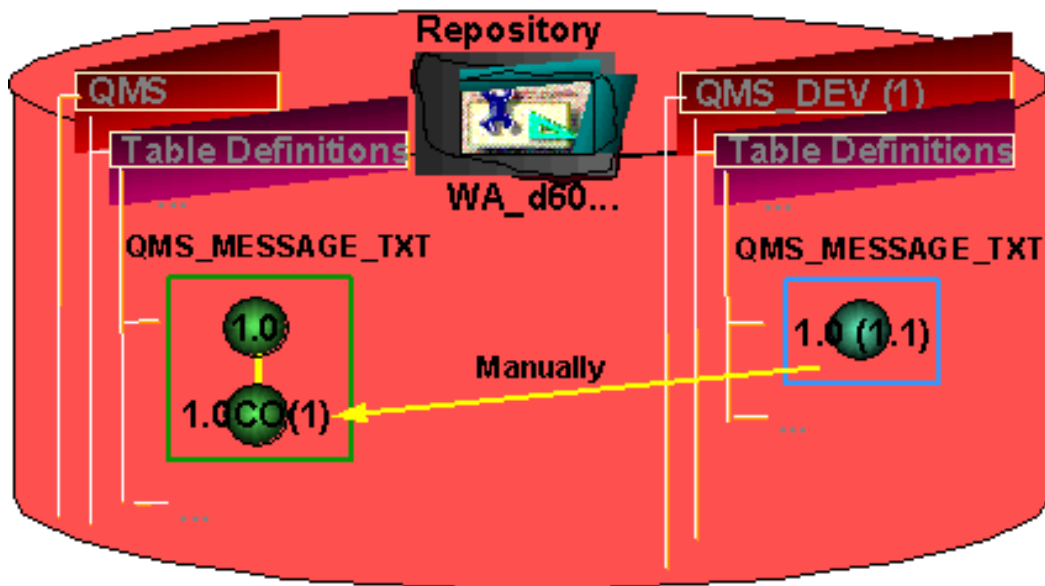 Repository
QMS
QMS_DEV (1)
Table Definitions
Table Definitions
WA_d60...
...
...
QMS_MESSAGE_TXT
QMS_MESSAGE_TXT
1.0
1.0 (1.1)
Manually
1.0CO(1)
...
...